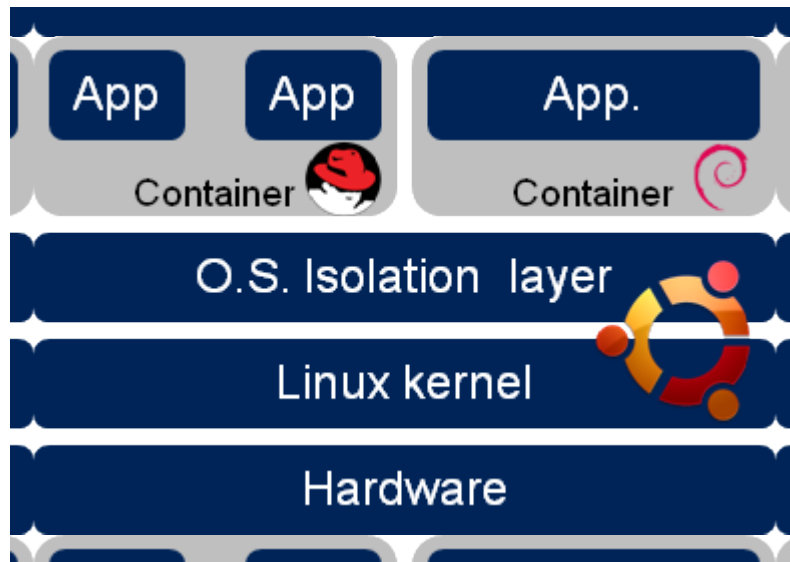 App App App.
Container Container
O.S. Isolation layer
Linux kernel
Hardware